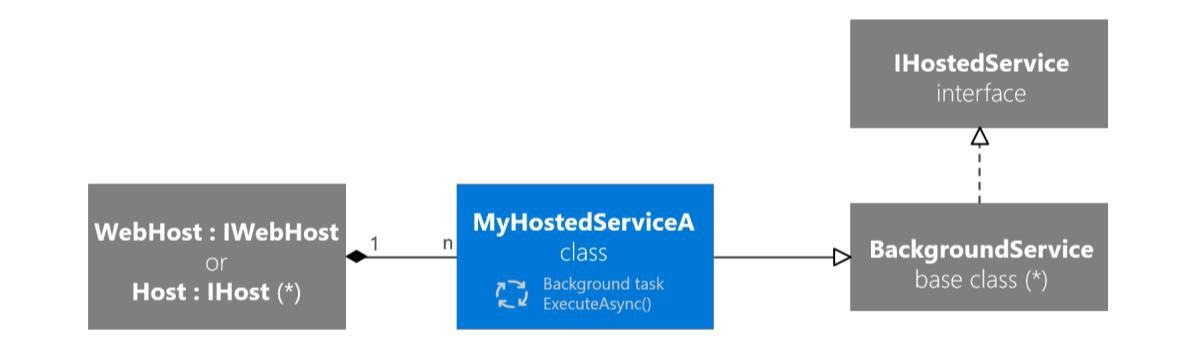 IHostedService
interface
WebHost : IWebHost
or
Host : IHost (*)
1
n
MyHostedServiceA
class
Background task
ExecuteAsync()
BackgroundService
base class (*)